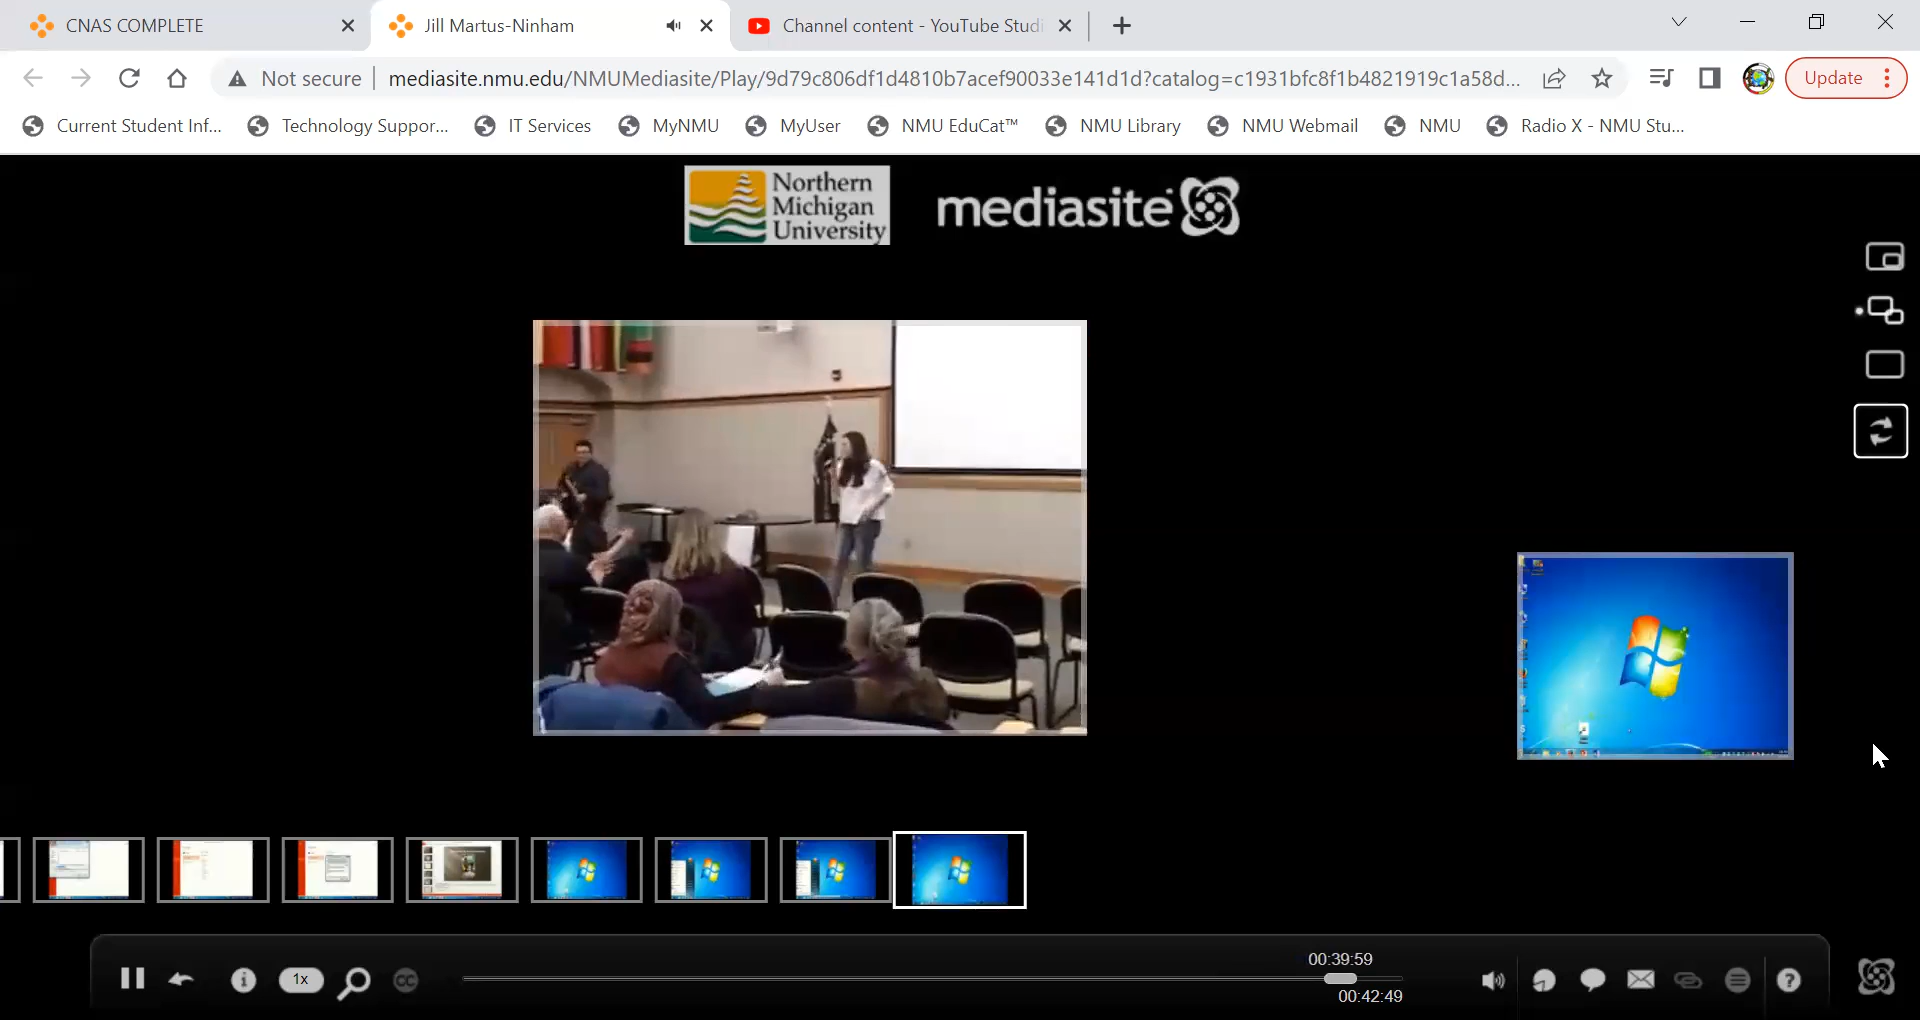 CNAS COMPLETE
Jill Martus-Ninham
Channel content - YouTube Studi
Not secure
mediasite.nmu.edu/NMUMediasite/Play/9d79c806df1d4810b7acef90033e141d1d?catalog=c1931bfc8f1b4821919c1a58d...
Update
Current Student Inf...
Technology Suppor...
IT Services
MyNMU
MyUser
NMU EduCat™
NMU Library
NMU Webmail
NMU
Radio X - NMU Stu...
Northern
Michigan
University
mediasite
00:39:59
1x
CC
00:42:49